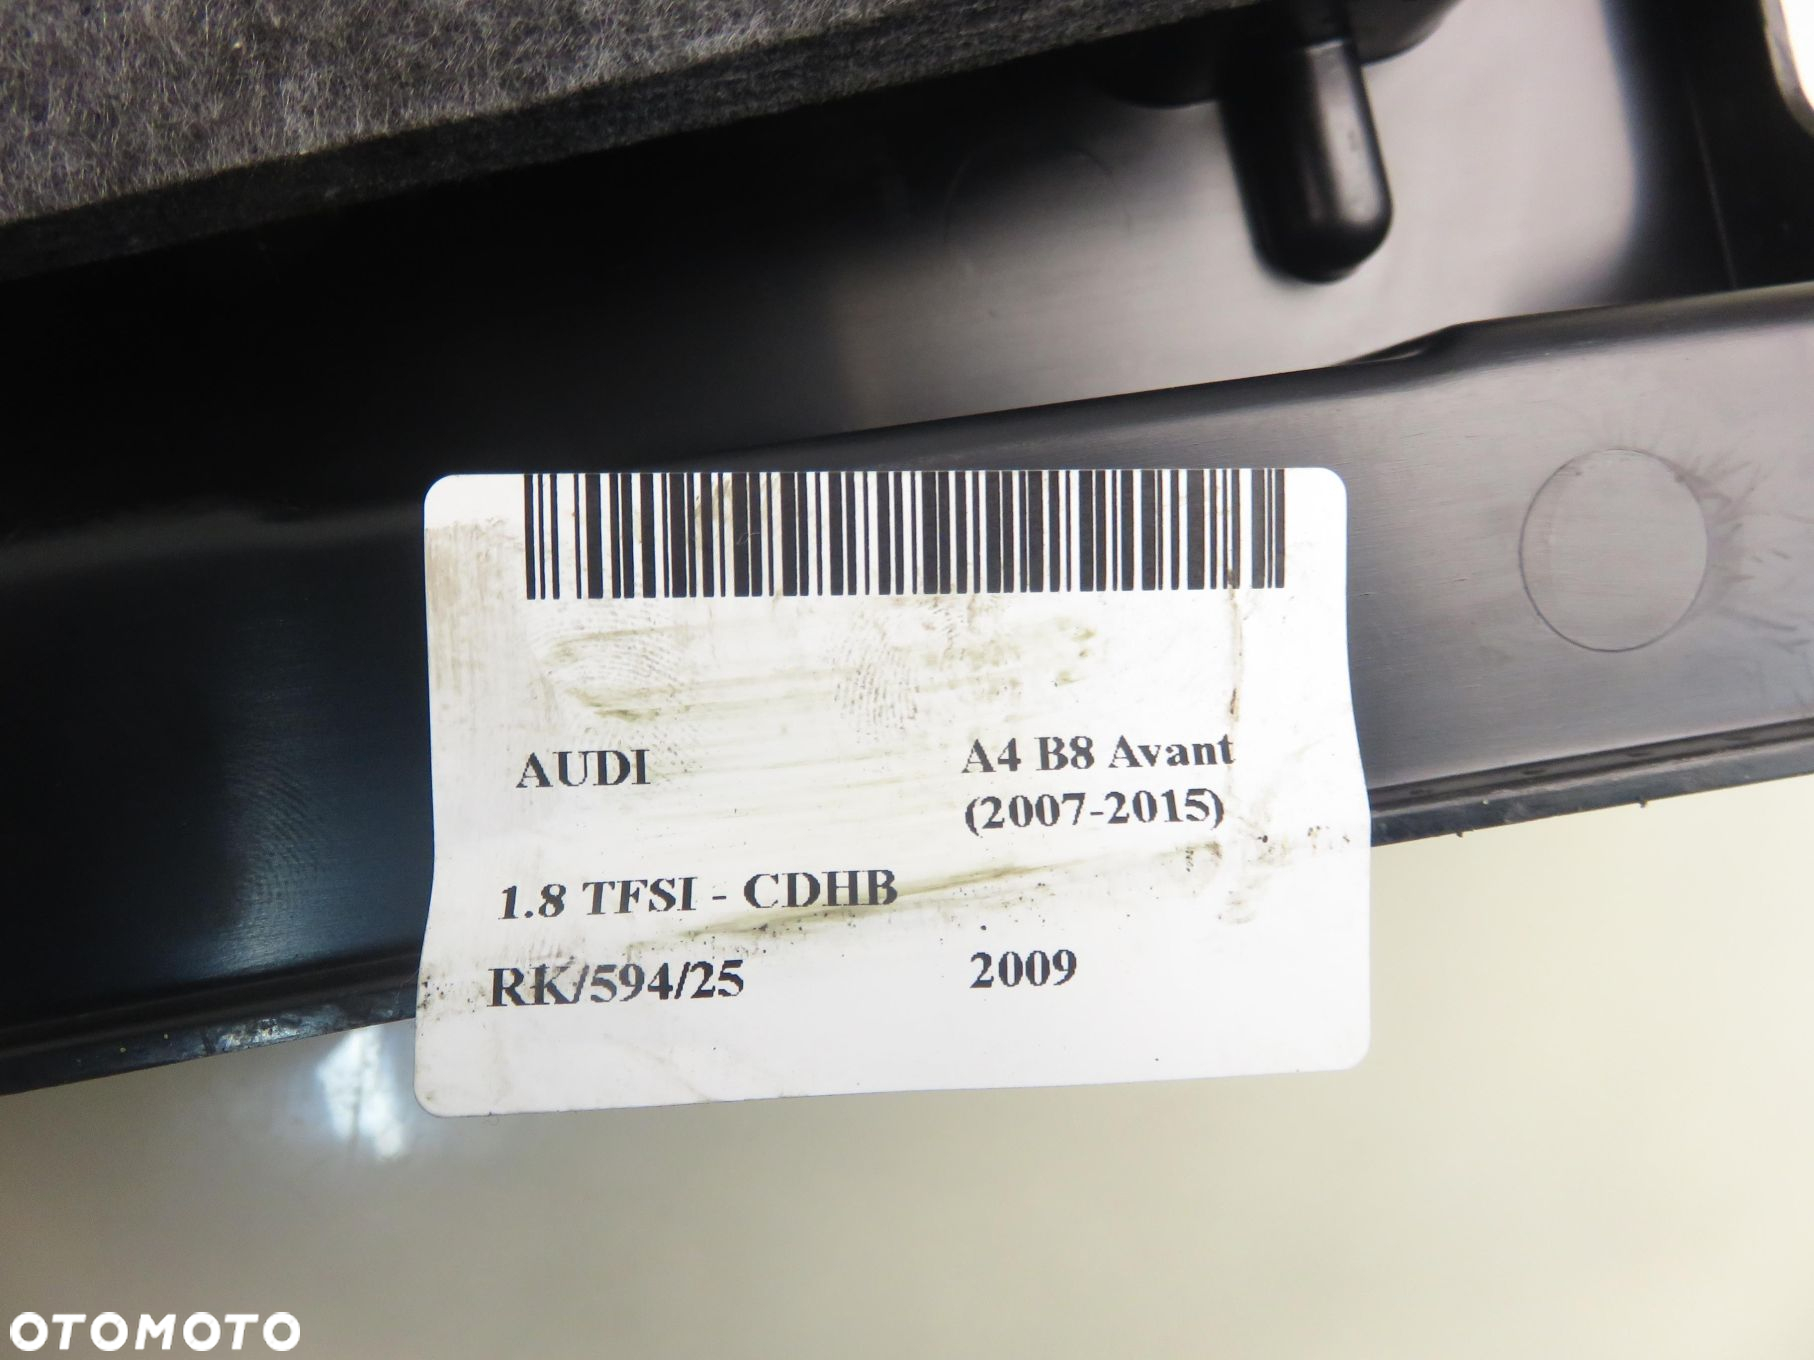 AUDI
A4 B8 Avant
(2007-2015)
1.8 TFSI - CDHB
RK/594/25
2009
OTOMOTO